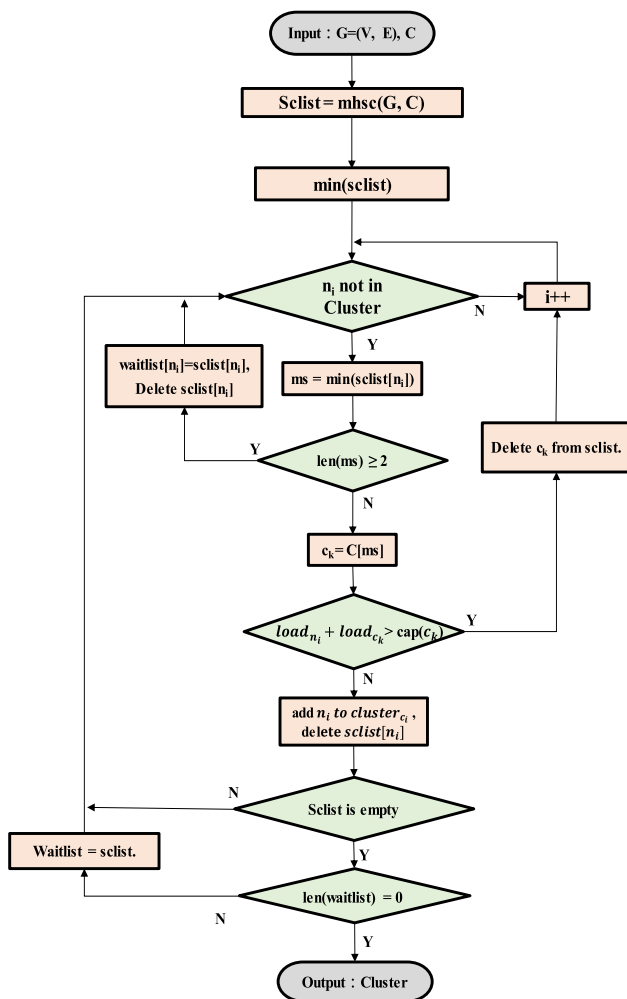 Input : G=(V, E), C
Sclist = mhsc(G, C)
min(sclist)
n_i not in
Cluster
N
i++
Y
waitlist[n_i]=sclist[n_i],
Delete sclist[n_i]
ms = min(sclist[n_i])
Y
len(ms) ≥ 2
Delete c_k from sclist.
N
c_k= C[ms]
load_{n_i} + load_{c_k} > cap(c_k)
Y
N
add n_i to cluster_{c_i} ,
delete sclist[n_i]
N
Sclist is empty
Waitlist = sclist.
Y
len(waitlist) = 0
N
Y
Output : Cluster